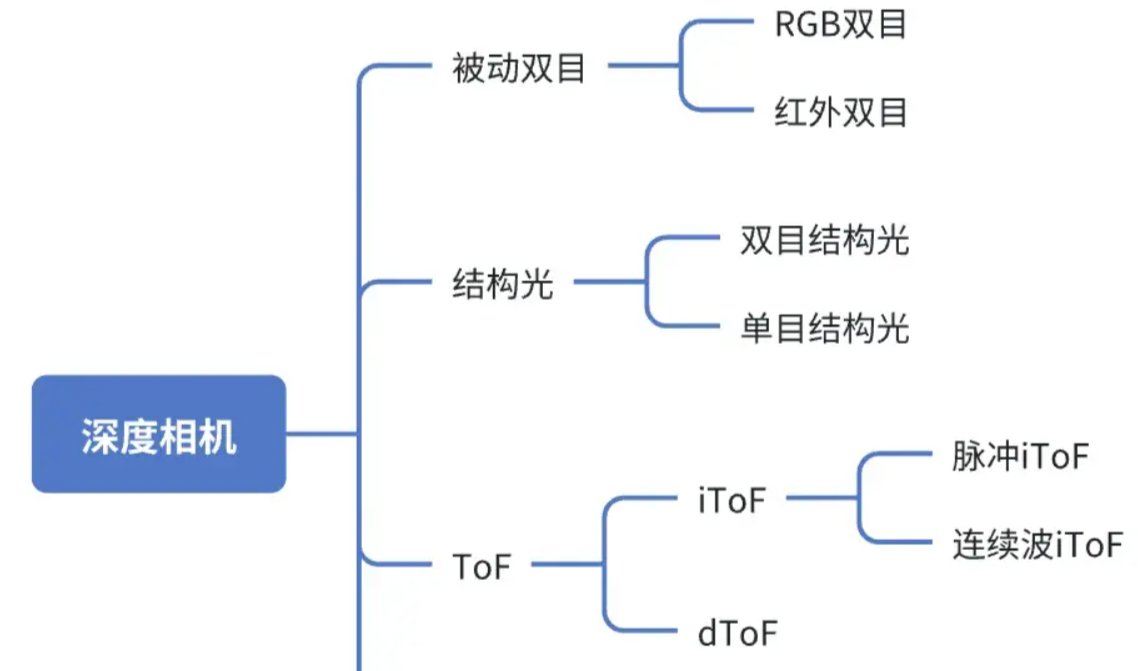 深度相机
被动双目
RGB双目
红外双目
结构光
双目结构光
单目结构光
ToF
iToF
脉冲iToF
连续波iToF
dToF